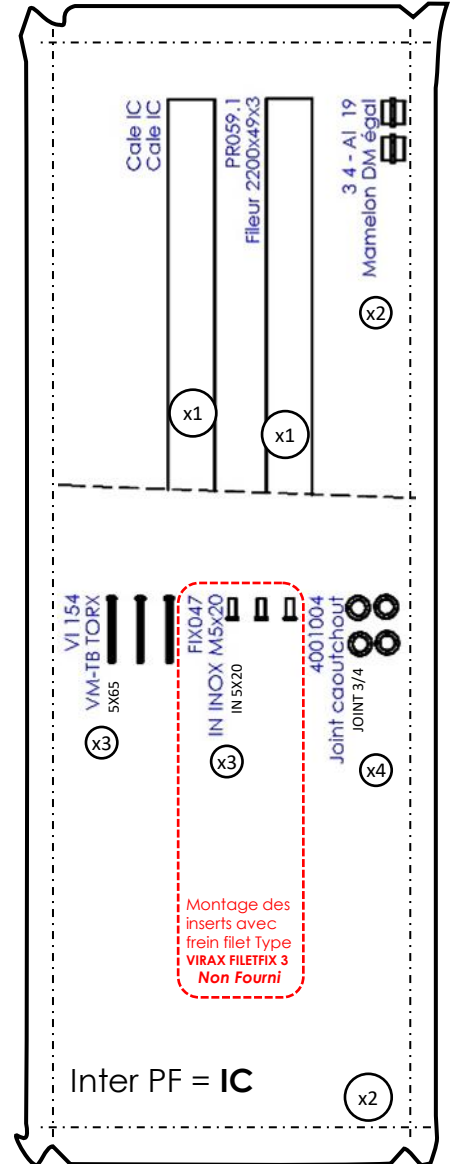 Cale IC
Cale IC
x1
PR059.1
Fileur 2200x49x3
x1
3 4 - Al 19
Mamelon DM égal
x2
VI 154
VM-TB TORX
5X65
x3
FIX047
IN INOX M5x20
IN 5X20
x3
4001004
Joint caoutchout
JOINT 3/4
x4
Montage des
inserts avec
frein filet Type
VIRAX FILETFIX 3
Non Fourni
Inter PF = IC
x2